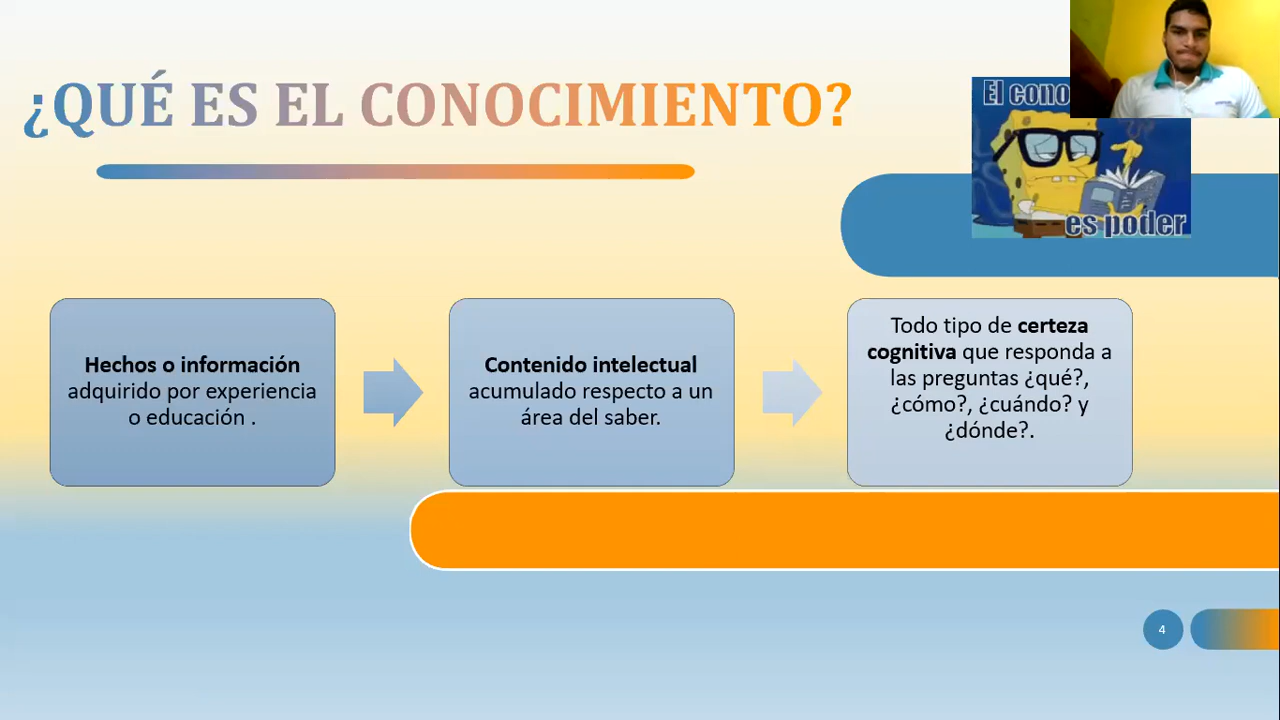 ¿QUÉ ES EL CONOCIMIENTO?
El cono
es poder
Hechos o información
adquirido por experiencia
o educación .
Contenido intelectual
acumulado respecto a un
área del saber.
Todo tipo de certeza
cognitiva que responda a
las preguntas ¿qué?,
¿cómo?, ¿cuándo? y
¿dónde?.
4